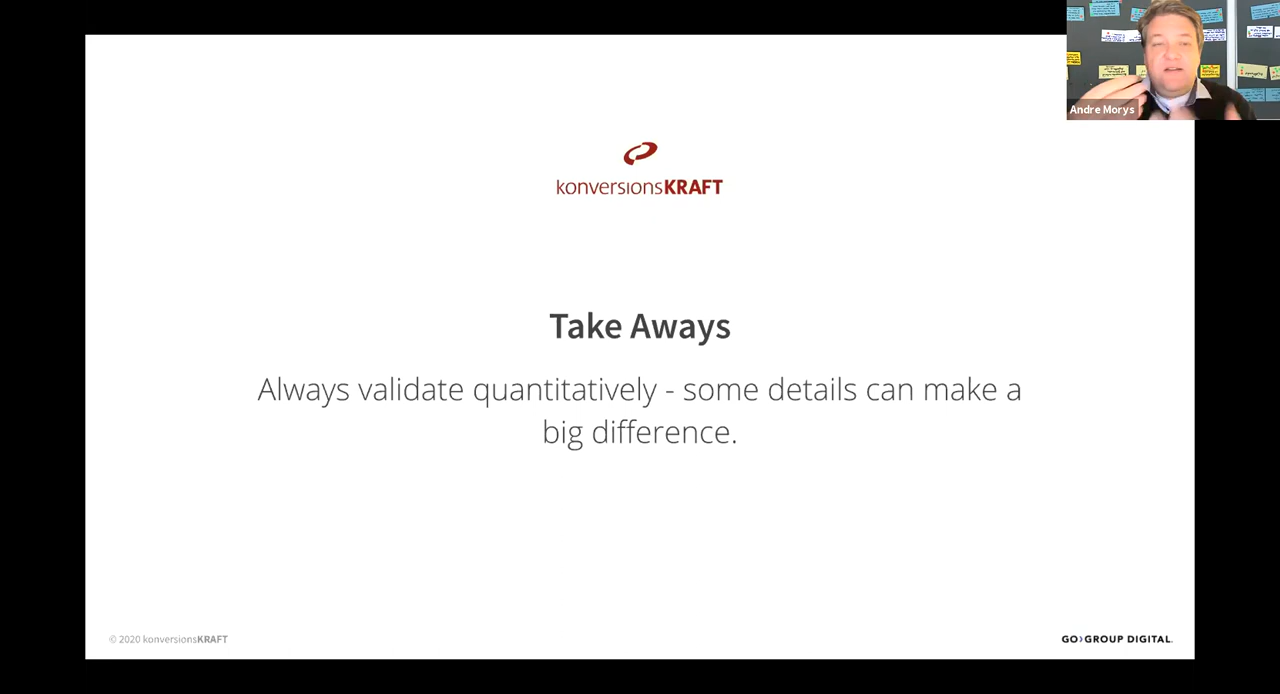 Andre Morys
konversionsKRAFT
Take Aways
Always validate quantitatively - some details can make a
big difference.
© 2020 konversionsKRAFT
GO>GROUP DIGITAL.